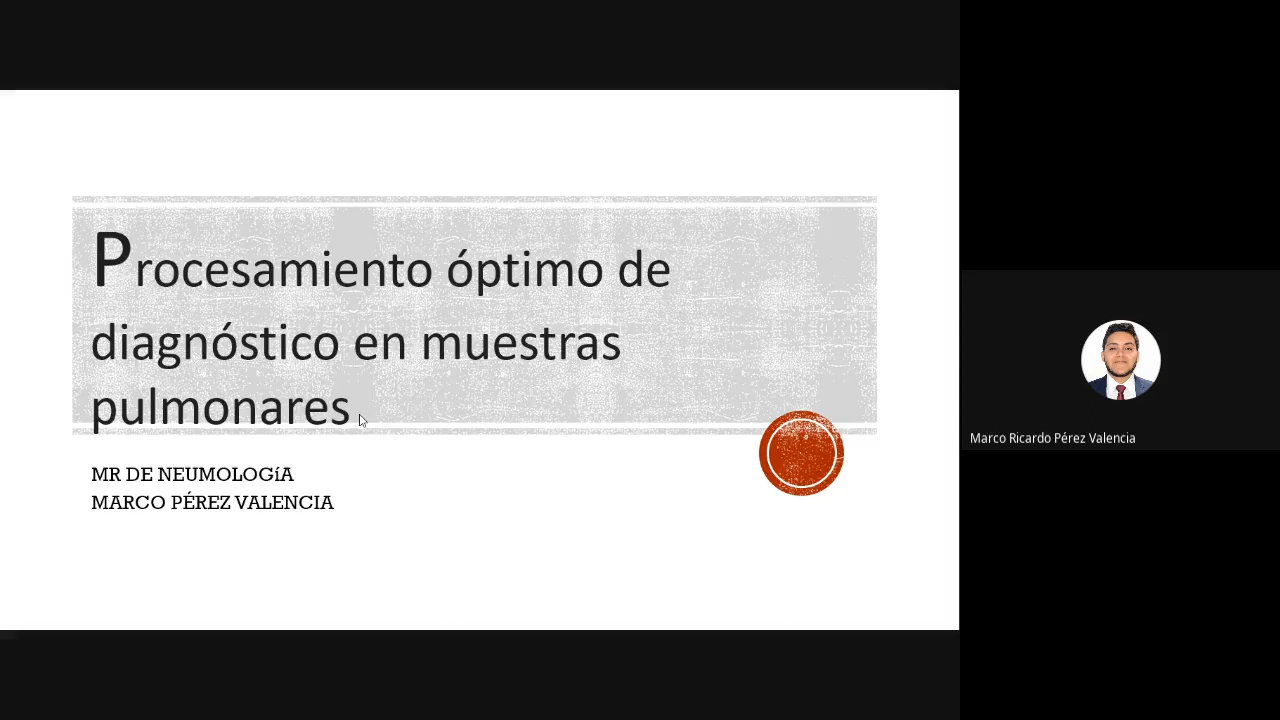 Procesamiento óptimo de
diagnóstico en muestras
pulmonares
MR DE NEUMOLOGíA
MARCO PÉREZ VALENCIA
Marco Ricardo Pérez Valencia